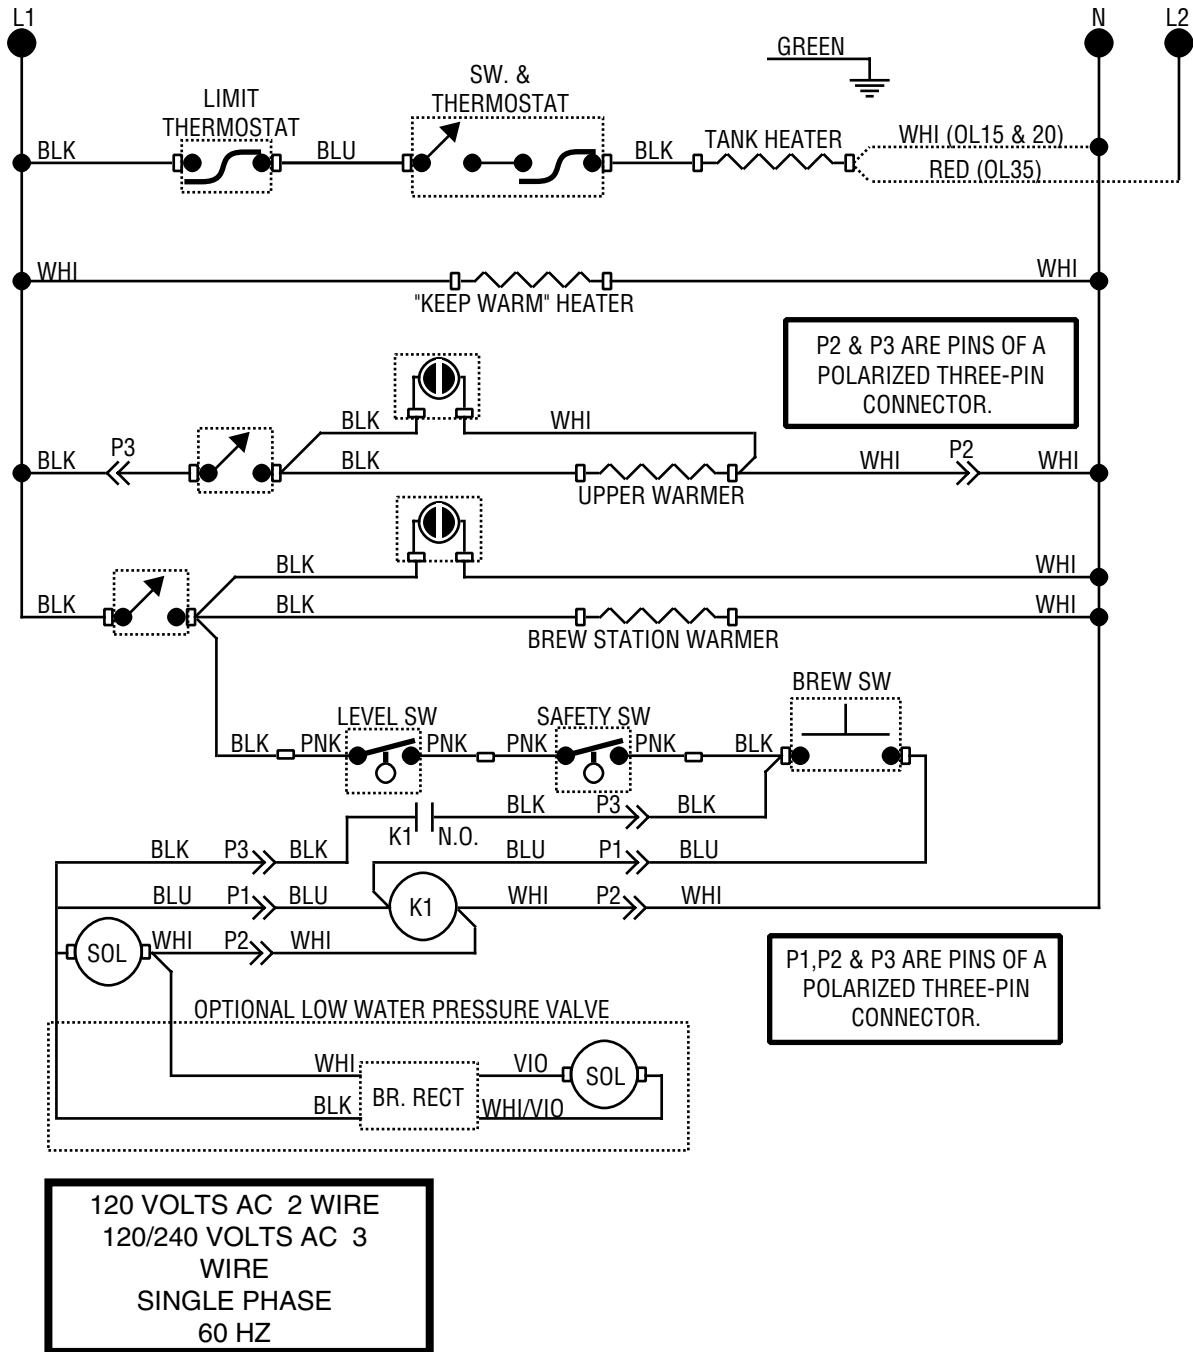 L1
N
L2
GREEN
SW. &
THERMOSTAT
LIMIT
THERMOSTAT
BLK
BLU
BLK
TANK HEATER
WHI (OL15 & 20)
RED (OL35)
WHI
WHI
"KEEP WARM" HEATER
P2 & P3 ARE PINS OF A
POLARIZED THREE-PIN
CONNECTOR.
BLK
WHI
BLK
P3
BLK
WHI
P2
WHI
UPPER WARMER
BLK
WHI
BLK
BLK
WHI
BREW STATION WARMER
BREW SW
LEVEL SW
SAFETY SW
BLK
PNK
PNK
PNK
PNK
BLK
K1
N.O.
BLK
P3
BLK
BLK
P3
BLK
BLU
P1
BLU
BLU
P1
BLU
K1
WHI
P2
WHI
SOL
WHI
P2
WHI
P1,P2 & P3 ARE PINS OF A
POLARIZED THREE-PIN
CONNECTOR.
OPTIONAL LOW WATER PRESSURE VALVE
WHI
BR. RECT
VIO
SOL
BLK
WHI/VIO
120 VOLTS AC 2 WIRE
120/240 VOLTS AC 3
WIRE
SINGLE PHASE
60 HZ